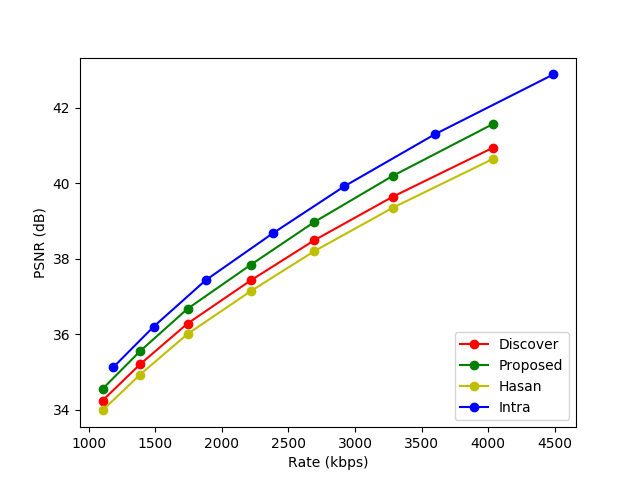 42
40
38
36
34
PSNR (dB)
Discover
Proposed
Hasan
Intra
1000 1500 2000 2500 3000 3500 4000 4500
Rate (kbps)